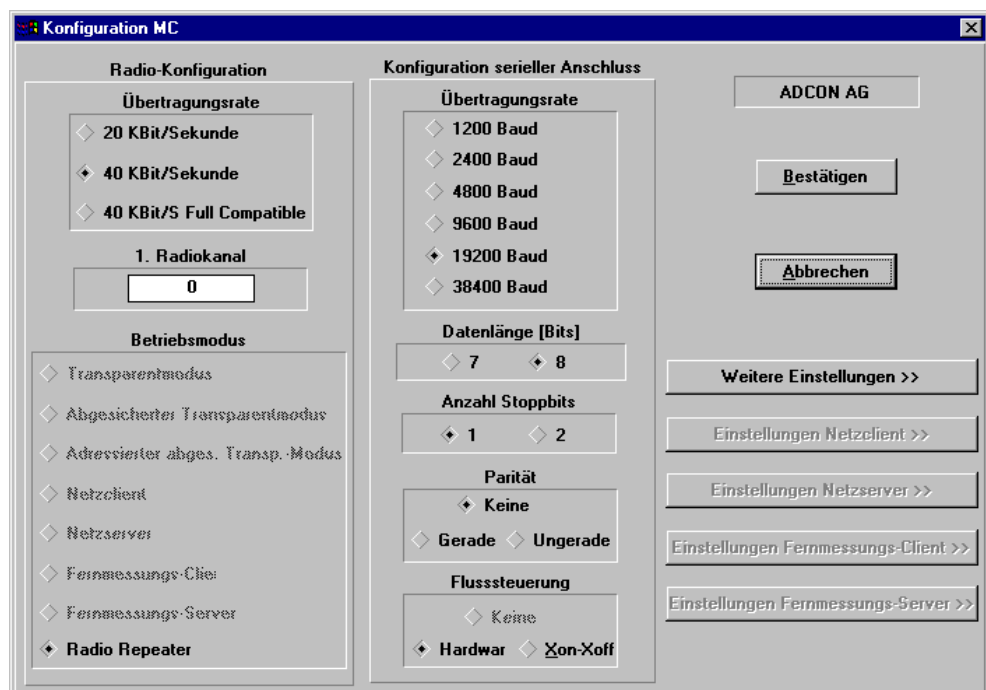 Konfiguration MC
Radio-Konfiguration
Übertragungsrate
20 KBit/Sekunde
40 KBit/Sekunde
40 KBit/S Full Compatible
1. Radiokanal
0
Betriebsmodus
Transparentmodus
Abgesicherter Transparentmodus
Adressierter abges. Transp.-Modus
Netzclient
Netzserver
Fernmessungs-Clie
Fernmessungs-Server
Radio Repeater
Konfiguration serieller Anschluss
Übertragungsrate
1200 Baud
2400 Baud
4800 Baud
9600 Baud
19200 Baud
38400 Baud
Datenlänge [Bits]
7 8
Anzahl Stoppbits
1 2
Parität
Keine
Gerade Ungerade
Flusssteuerung
Keine
Hardwar Xon-Xoff
ADCON AG
Bestätigen
Abbrechen
Weitere Einstellungen >>
Einstellungen Netzclient >>
Einstellungen Netzserver >>
Einstellungen Fernmessungs-Client >>
Einstellungen Fernmessungs-Server >>